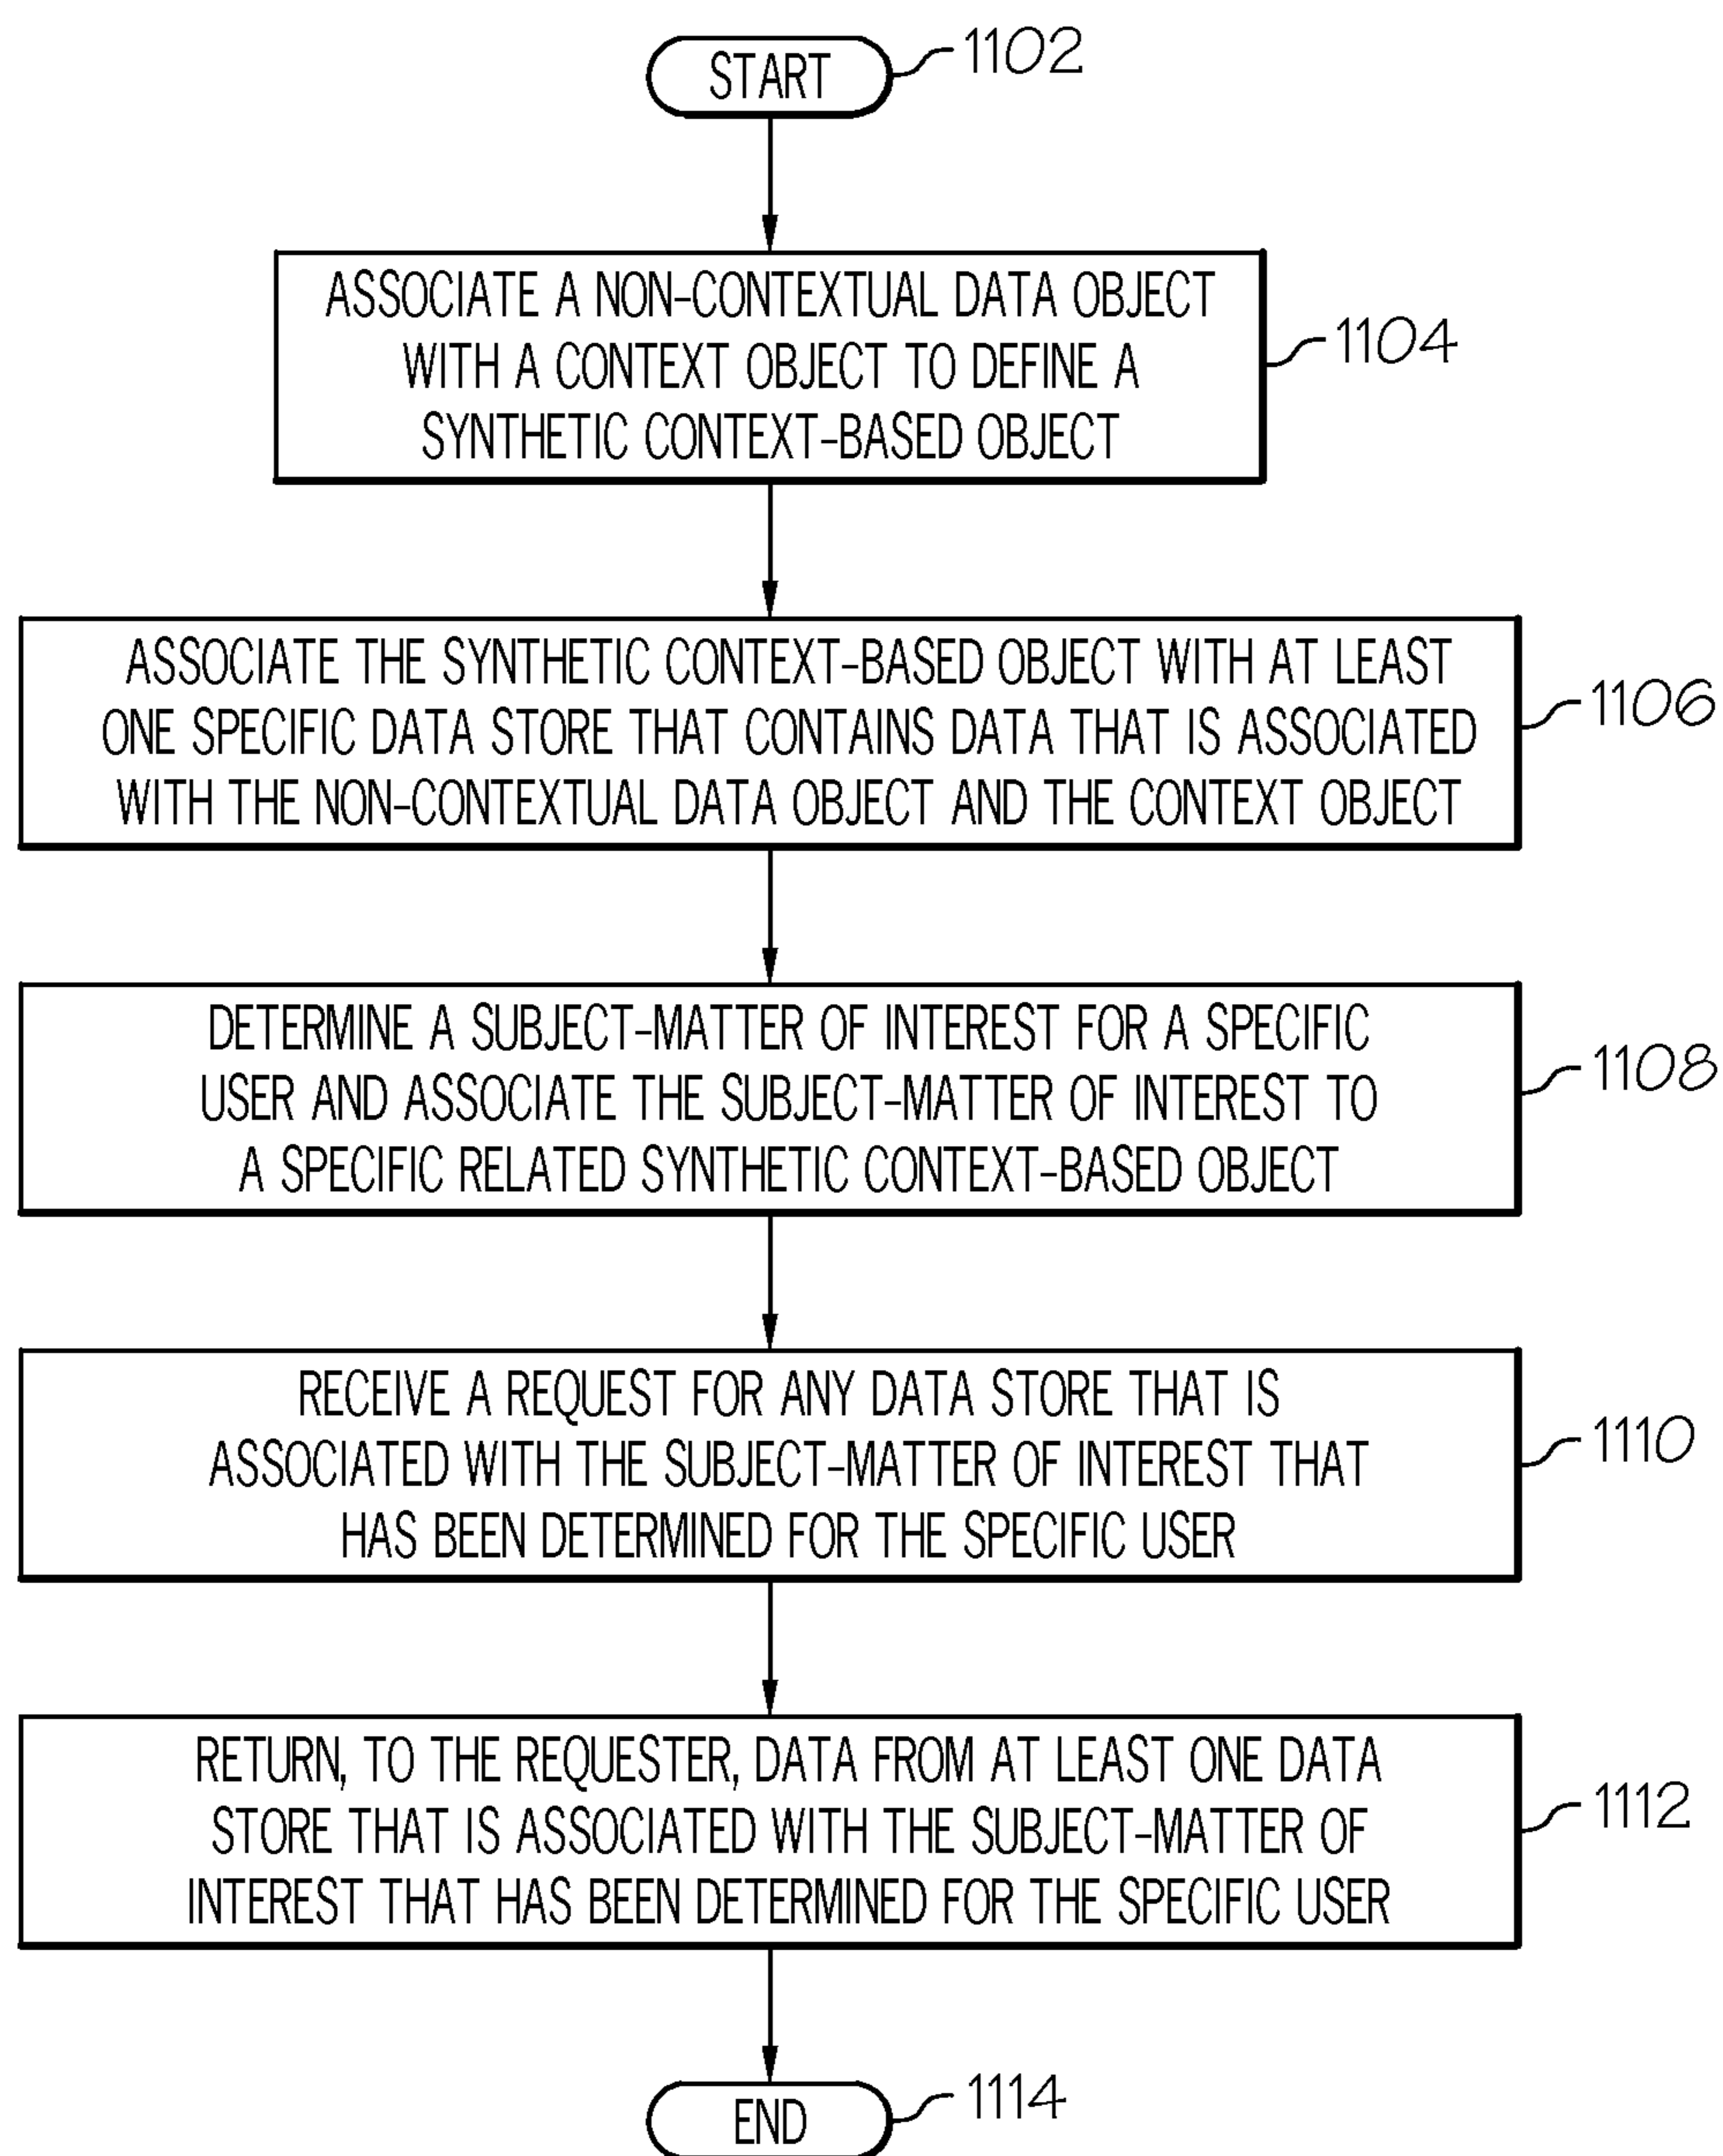 START
1102
ASSOCIATE A NON-CONTEXTUAL DATA OBJECT
WITH A CONTEXT OBJECT TO DEFINE A
SYNTHETIC CONTEXT-BASED OBJECT
1104
ASSOCIATE THE SYNTHETIC CONTEXT-BASED OBJECT WITH AT LEAST
ONE SPECIFIC DATA STORE THAT CONTAINS DATA THAT IS ASSOCIATED
WITH THE NON-CONTEXTUAL DATA OBJECT AND THE CONTEXT OBJECT
1106
DETERMINE A SUBJECT-MATTER OF INTEREST FOR A SPECIFIC
USER AND ASSOCIATE THE SUBJECT-MATTER OF INTEREST TO
A SPECIFIC RELATED SYNTHETIC CONTEXT-BASED OBJECT
1108
RECEIVE A REQUEST FOR ANY DATA STORE THAT IS
ASSOCIATED WITH THE SUBJECT-MATTER OF INTEREST THAT
HAS BEEN DETERMINED FOR THE SPECIFIC USER
1110
RETURN, TO THE REQUESTER, DATA FROM AT LEAST ONE DATA
STORE THAT IS ASSOCIATED WITH THE SUBJECT-MATTER OF
INTEREST THAT HAS BEEN DETERMINED FOR THE SPECIFIC USER
1112
END
1114